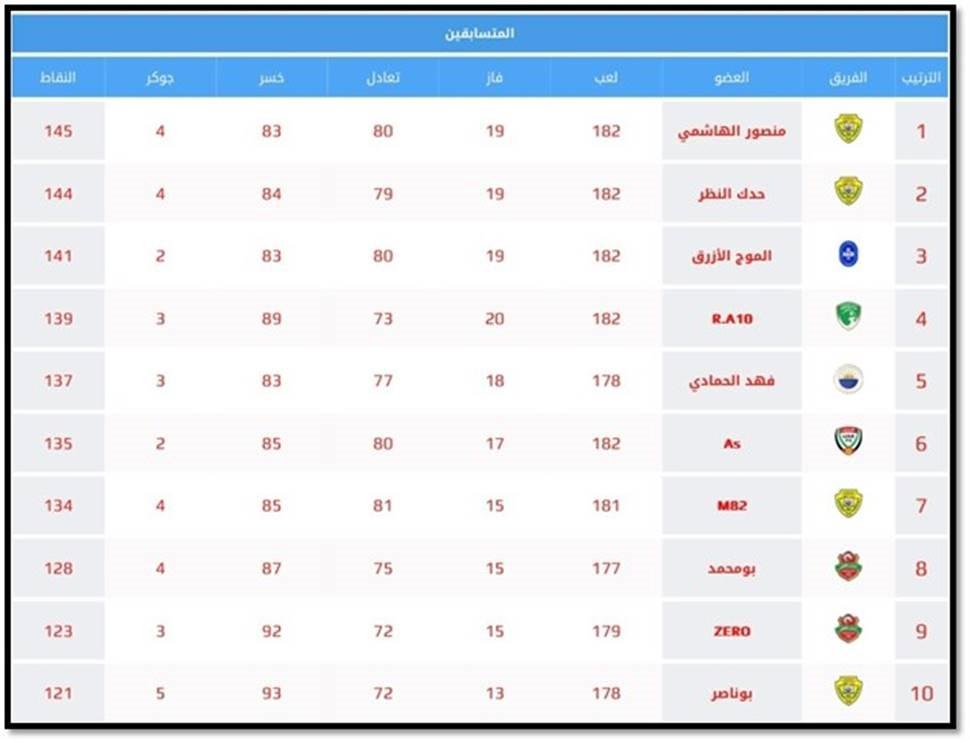 المتسابقين
الترتيب الفريق العضو لعب فاز تعادل خسر جوكر النقاط
1 منصور الهاشمي 182 19 80 83 4 145
2 حدك النظر 182 19 79 84 4 144
3 الموج الأزرق 182 19 80 83 2 141
4 R.A10 182 20 73 89 3 139
5 فهد الحمادي 178 18 77 83 3 137
6 As 182 17 80 85 2 135
7 M82 181 15 81 85 4 134
8 بومحمد 177 15 75 87 4 128
9 ZERO 179 15 72 92 3 123
10 بوناصر 178 13 72 93 5 121